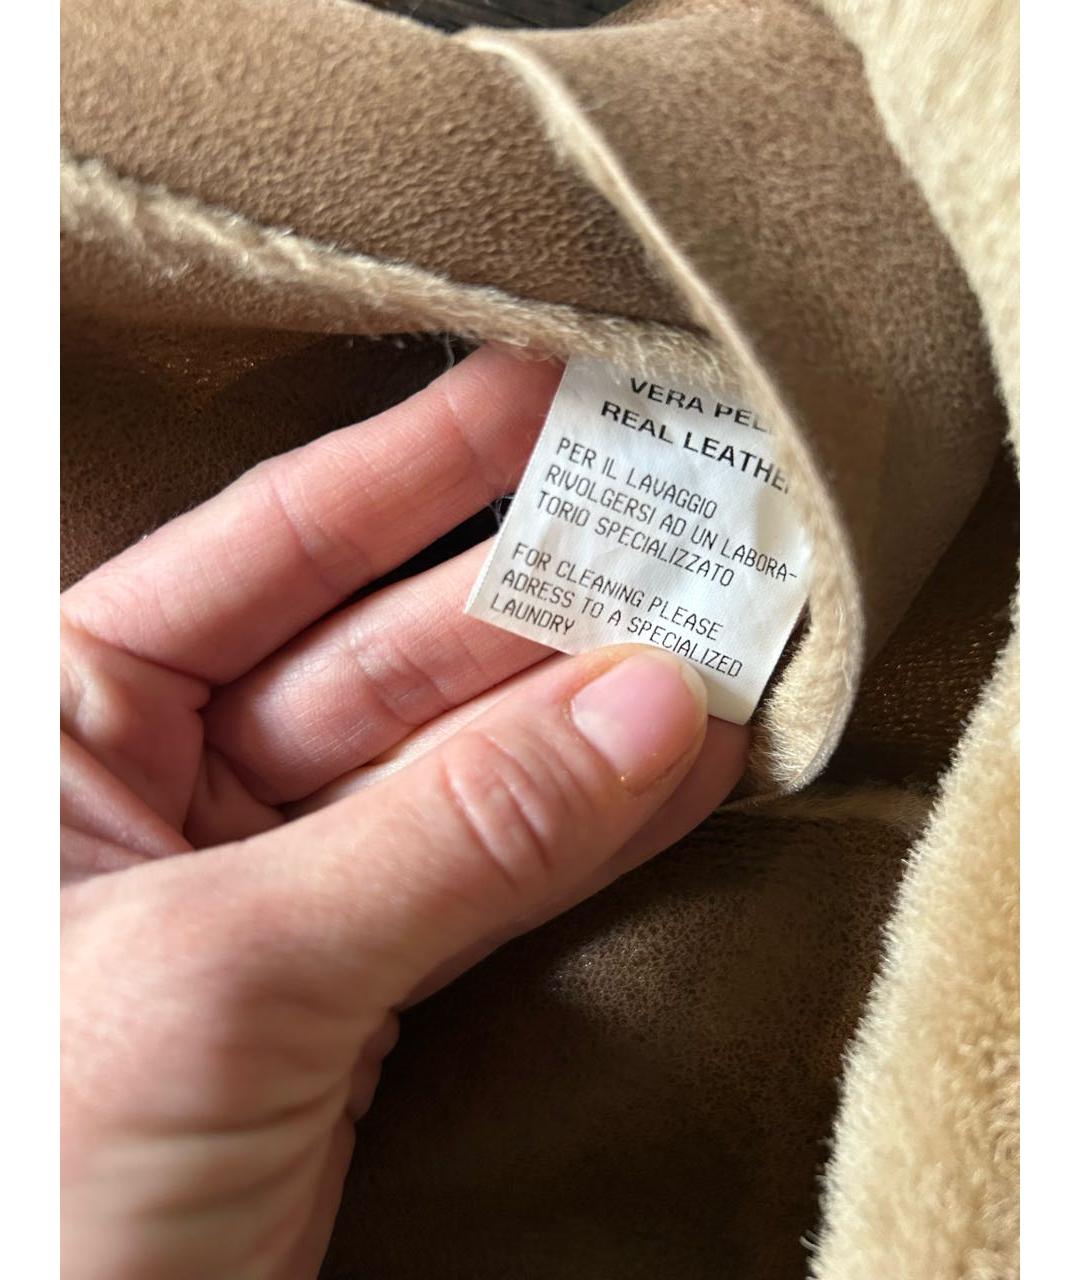 VERA PEL
REAL LEATHE
PER IL LAVAGGIO
RIVOLGERSI AD UN LABORA-
TORIO SPECIALIZZATO
FOR CLEANING PLEASE
ADRESS TO A SPECIALIZED
LAUNDRY